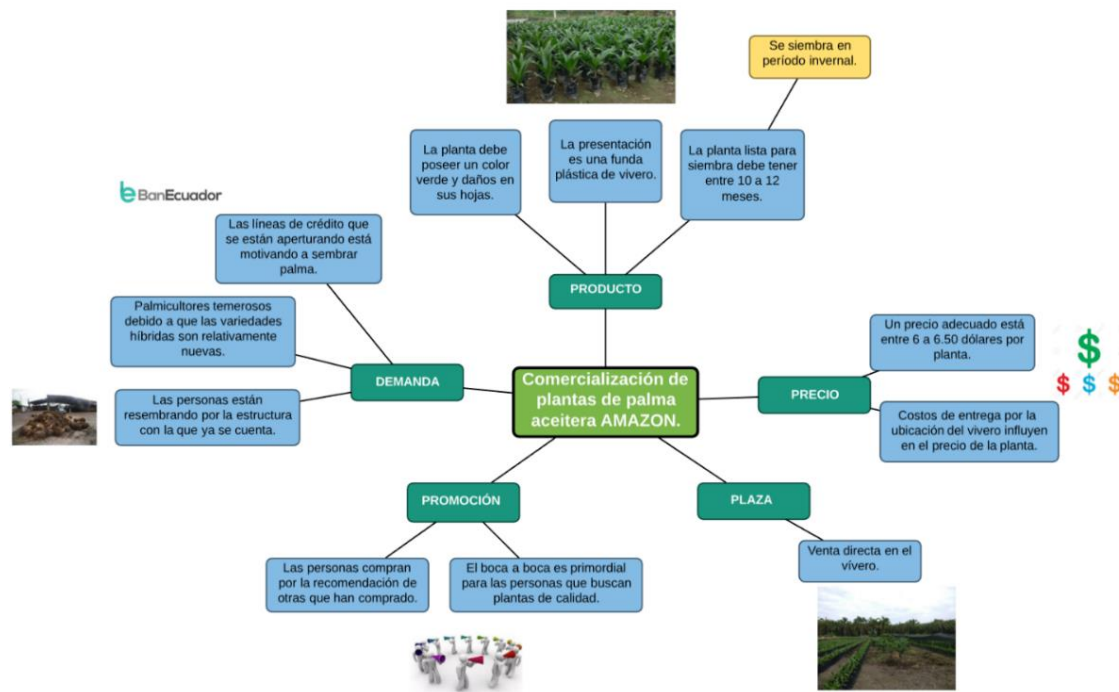 Se siembra en
período invernal.
La planta debe
poseer un color
verde y daños en
sus hojas.
La presentación
es una funda
plástica de vivero.
La planta lista para
siembra debe tener
entre 10 a 12
meses.
BanEcuador
Las líneas de crédito que
se están aperturando está
motivando a sembrar
palma.
PRODUCTO
Palmicultores temerosos
debido a que las variedades
híbridas son relativamente
nuevas.
Un precio adecuado está
entre 6 a 6.50 dólares por
planta.
$
$ $ $
DEMANDA
Comercialización de
plantas de palma
aceitera AMAZON.
PRECIO
Las personas están
resembrando por la estructura
con la que ya se cuenta.
Costos de entrega por la
ubicación del vivero influyen
en el precio de la planta.
PROMOCIÓN
PLAZA
Las personas compran
por la recomendación de
otras que han comprado.
El boca a boca es primordial
para las personas que buscan
plantas de calidad.
Venta directa en el
vívero.